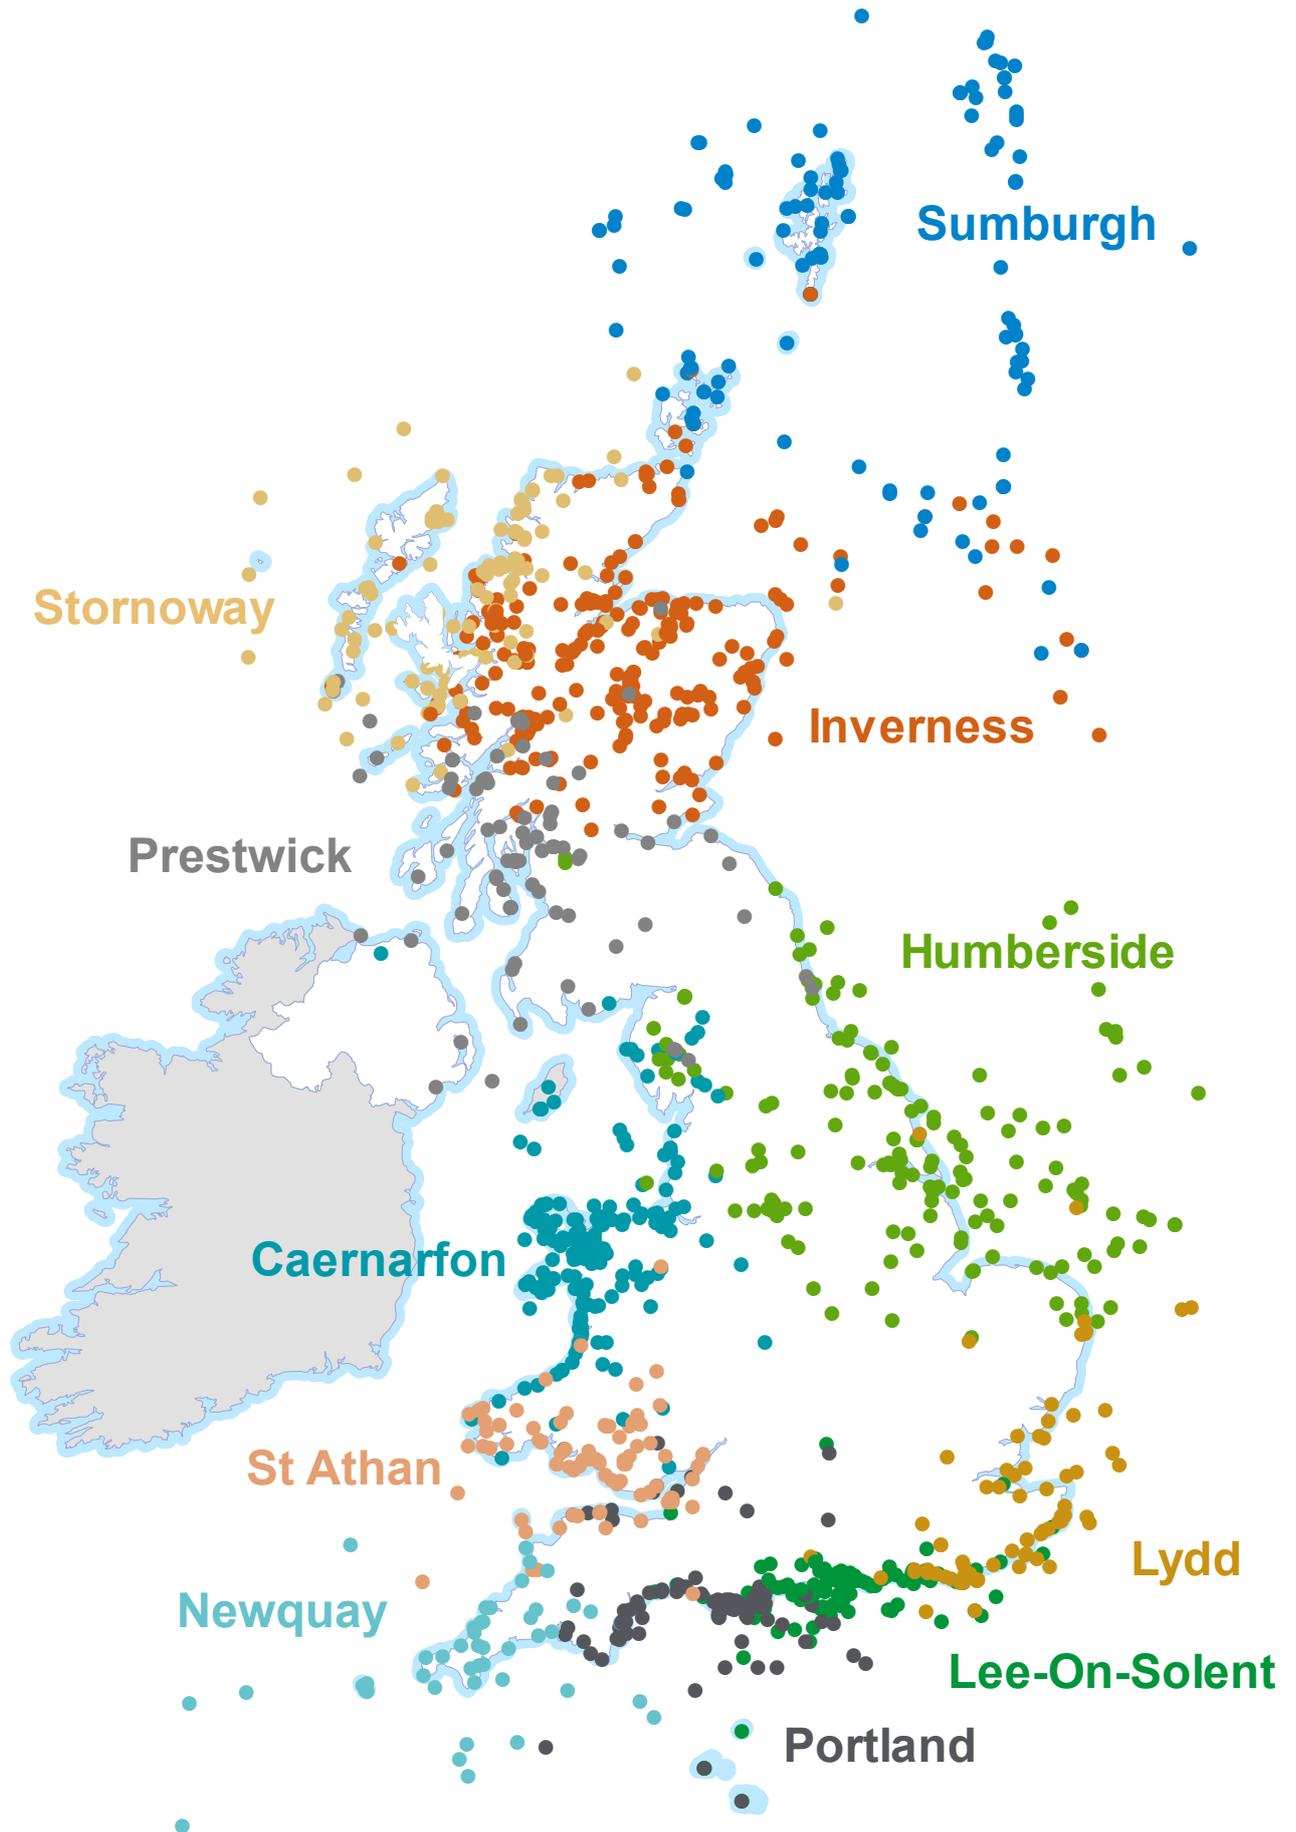 Sumburgh
Stornoway
Inverness
Prestwick
Humberside
Caernarfon
St Athan
Lydd
Newquay
Lee-On-Solent
Portland